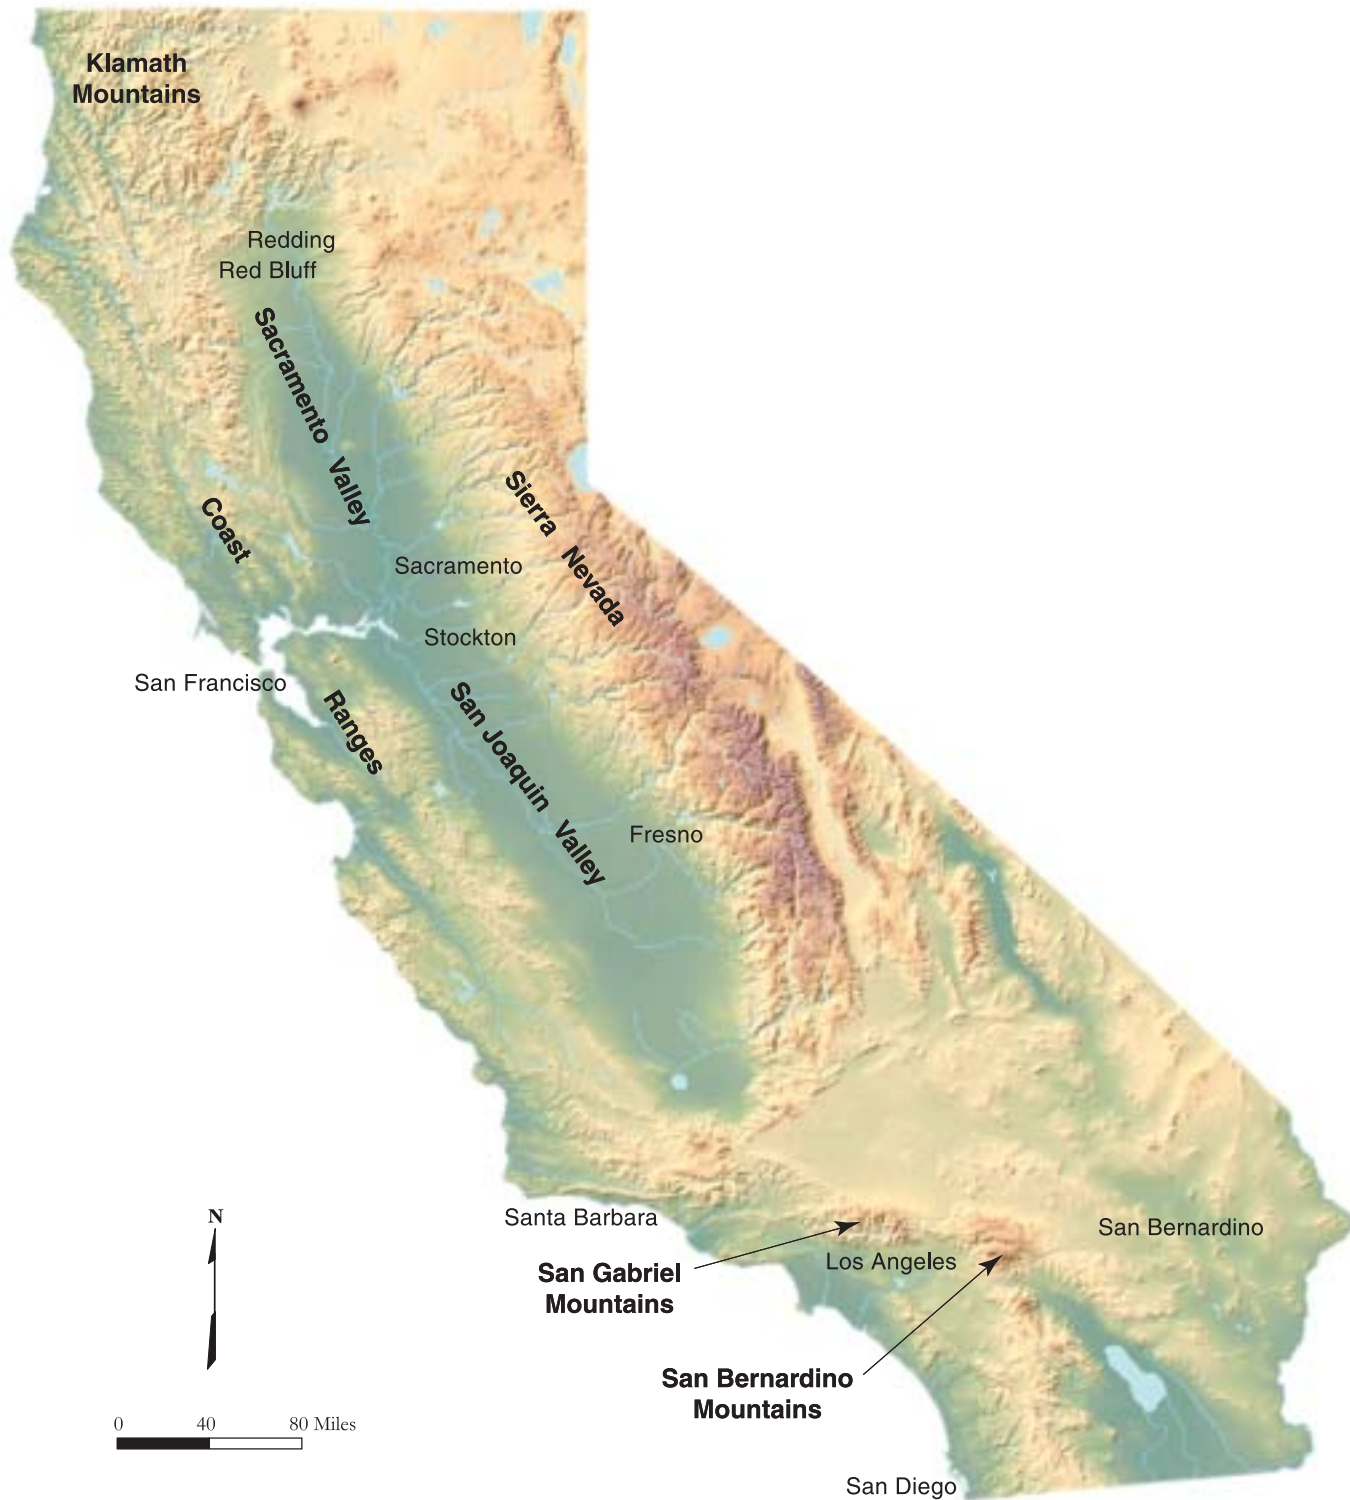 Klamath
Mountains
Redding
Red Bluff
Sacramento Valley
Sierra Nevada
Coast
Sacramento
Stockton
San Francisco
Ranges
San Joaquin Valley
Fresno
Santa Barbara
San Bernardino
San Gabriel
Mountains
Los Angeles
San Bernardino
Mountains
San Diego
N
0 40 80 Miles